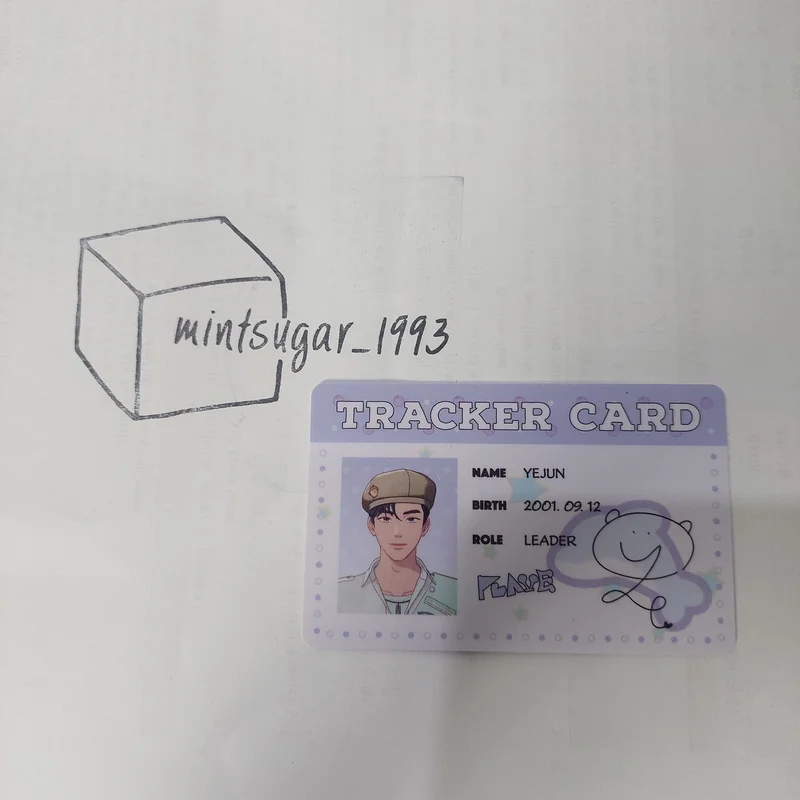 mintsugar_1993
TRACKER CARD
NAME YEJUN
BIRTH 2001. 09. 12
ROLE LEADER
PLAVE